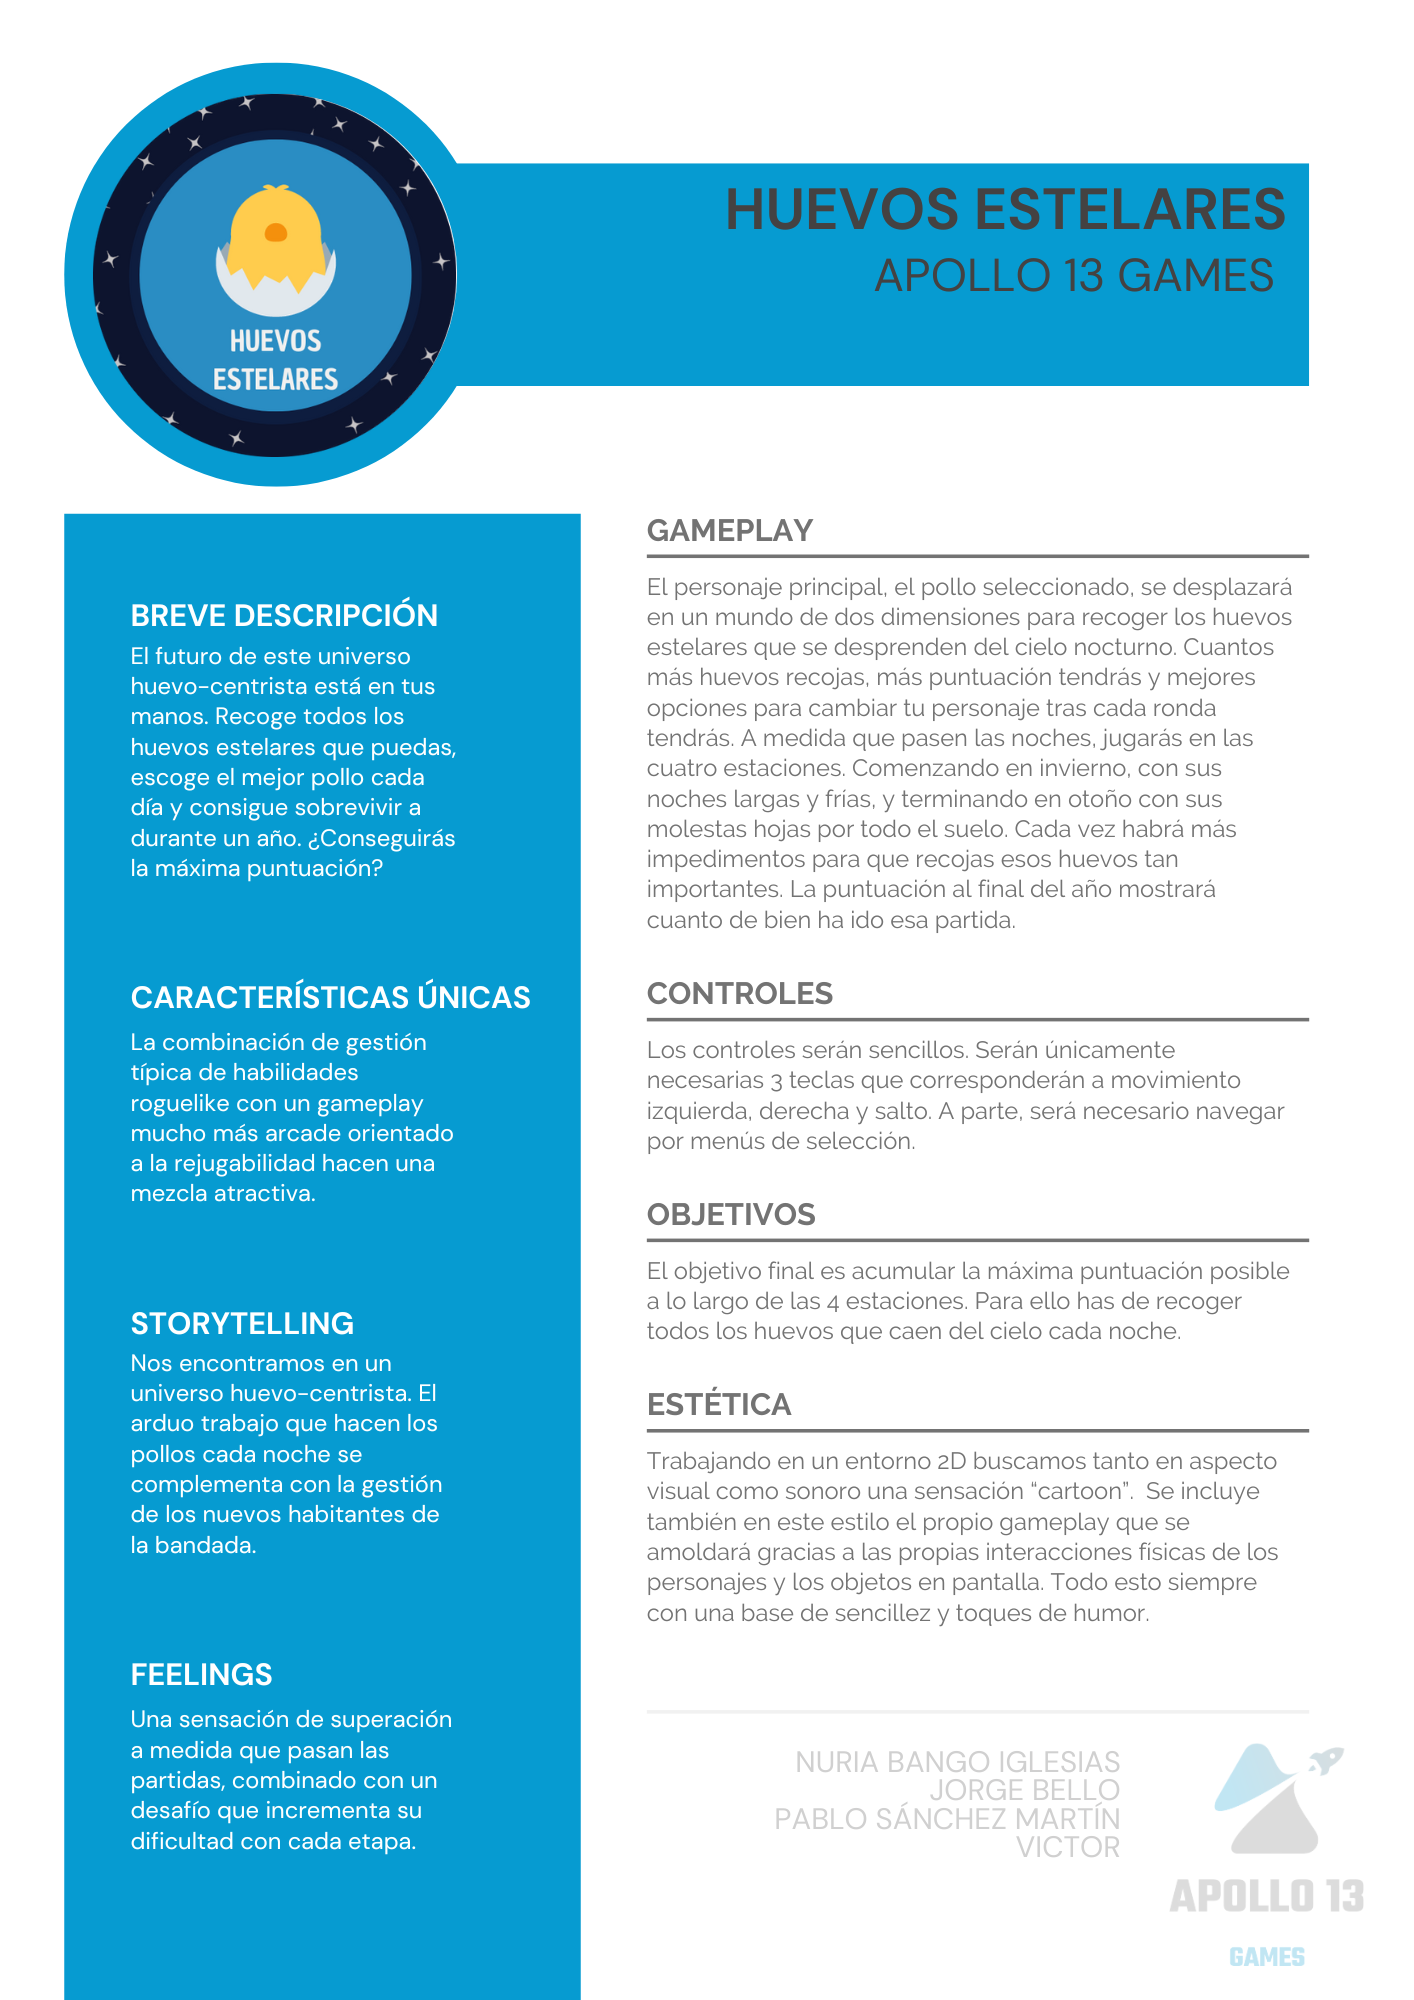 HUEVOS
ESTELARES
HUEVOS ESTELARES
APOLLO 13 GAMES
BREVE DESCRIPCIÓN
El futuro de este universo
huevo-centrista está en tus
manos. Recoge todos los
huevos estelares que puedas,
escoge el mejor pollo cada
día y consigue sobrevivir a
durante un año. ¿Conseguirás
la máxima puntuación?
CARACTERÍSTICAS ÚNICAS
La combinación de gestión
típica de habilidades
roguelike con un gameplay
mucho más arcade orientado
a la rejugabilidad hacen una
mezcla atractiva.
STORYTELLING
Nos encontramos en un
universo huevo-centrista. El
arduo trabajo que hacen los
pollos cada noche se
complementa con la gestión
de los nuevos habitantes de
la bandada.
FEELINGS
Una sensación de superación
a medida que pasan las
partidas, combinado con un
desafío que incrementa su
dificultad con cada etapa.
GAMEPLAY
El personaje principal, el pollo seleccionado, se desplazará
en un mundo de dos dimensiones para recoger los huevos
estelares que se desprenden del cielo nocturno. Cuantos
más huevos recojas, más puntuación tendrás y mejores
opciones para cambiar tu personaje tras cada ronda
tendrás. A medida que pasen las noches, jugarás en las
cuatro estaciones. Comenzando en invierno, con sus
noches largas y frías, y terminando en otoño con sus
molestas hojas por todo el suelo. Cada vez habrá más
impedimentos para que recojas esos huevos tan
importantes. La puntuación al final del año mostrará
cuanto de bien ha ido esa partida.
CONTROLES
Los controles serán sencillos. Serán únicamente
necesarias 3 teclas que corresponderán a movimiento
izquierda, derecha y salto. A parte, será necesario navegar
por menús de selección.
OBJETIVOS
El objetivo final es acumular la máxima puntuación posible
a lo largo de las 4 estaciones. Para ello has de recoger
todos los huevos que caen del cielo cada noche.
ESTÉTICA
Trabajando en un entorno 2D buscamos tanto en aspecto
visual como sonoro una sensación “cartoon”.  Se incluye
también en este estilo el propio gameplay que se
amoldará gracias a las propias interacciones físicas de los
personajes y los objetos en pantalla. Todo esto siempre
con una base de sencillez y toques de humor.
NURIA BANGO IGLESIAS
JORGE BELLO
PABLO SÁNCHEZ MARTÍN
VICTOR
APOLLO 13
GAMES